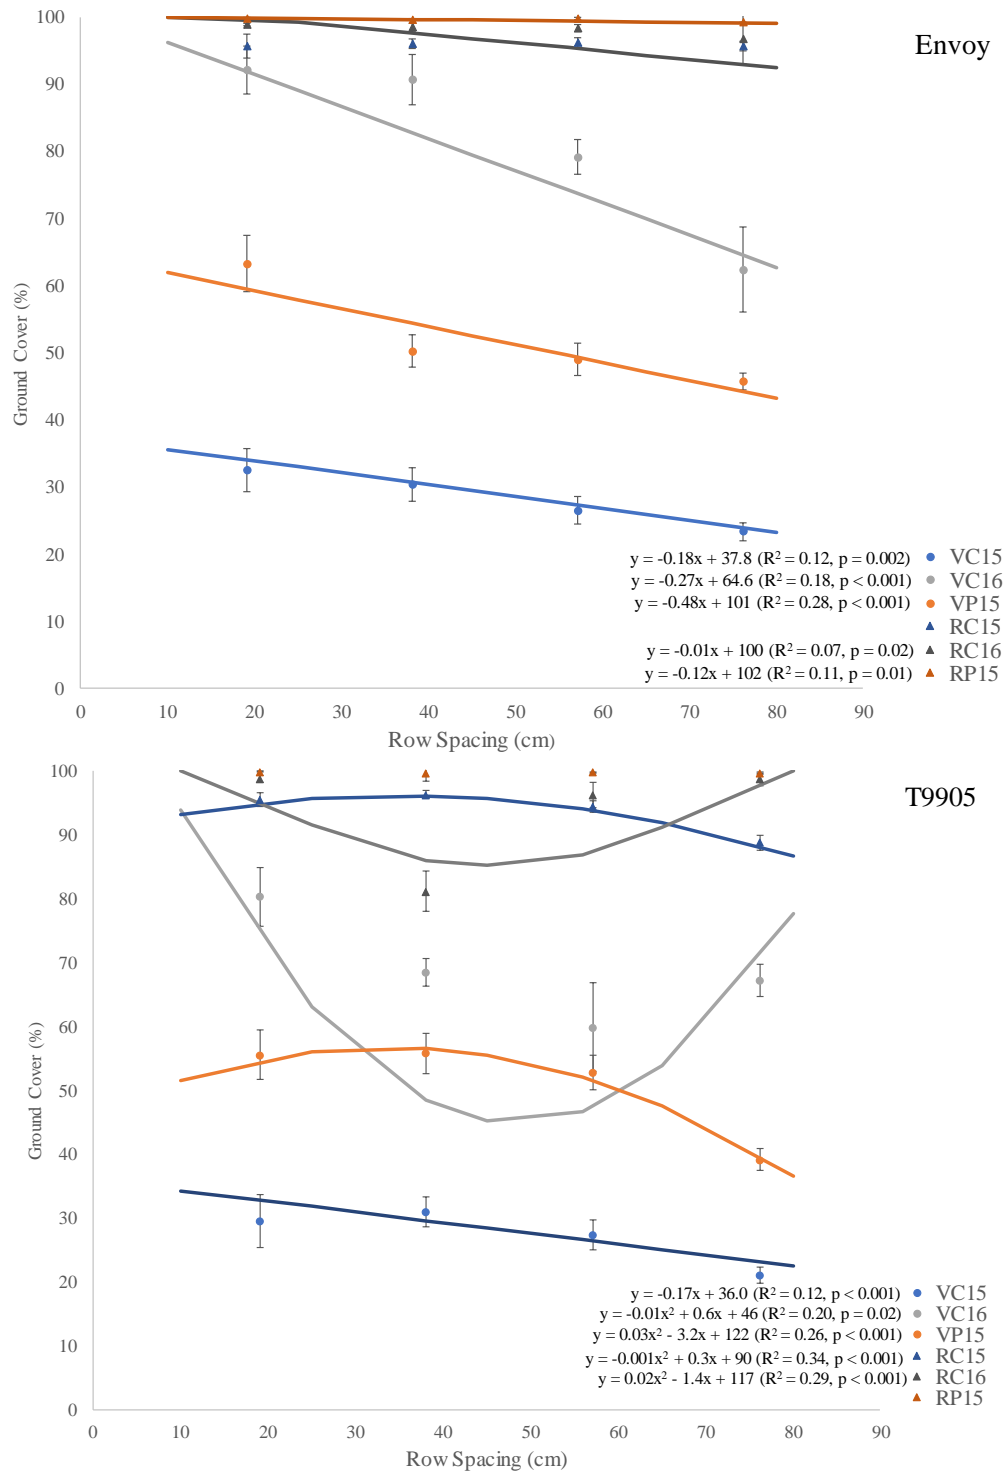 Envoy
100
90
80
70
60
50
40
30
20
10
0
Ground Cover (%)
y = -0.18x + 37.8 (R² = 0.12, p = 0.002) VC15
y = -0.27x + 64.6 (R² = 0.18, p < 0.001) VC16
y = -0.48x + 101 (R² = 0.28, p < 0.001) VP15
RC15
y = -0.01x + 100 (R² = 0.07, p = 0.02) RC16
y = -0.12x + 102 (R² = 0.11, p = 0.01) RP15
0 10 20 30 40 50 60 70 80 90
Row Spacing (cm)
T9905
100
90
80
70
60
50
40
30
20
10
0
Ground Cover (%)
y = -0.17x + 36.0 (R² = 0.12, p < 0.001) VC15
y = -0.01x² + 0.6x + 46 (R² = 0.20, p = 0.02) VC16
y = 0.03x² - 3.2x + 122 (R² = 0.26, p < 0.001) VP15
y = -0.001x² + 0.3x + 90 (R² = 0.34, p < 0.001) RC15
y = 0.02x² - 1.4x + 117 (R² = 0.29, p < 0.001) RC16
RP15
0 10 20 30 40 50 60 70 80 90
Row Spacing (cm)